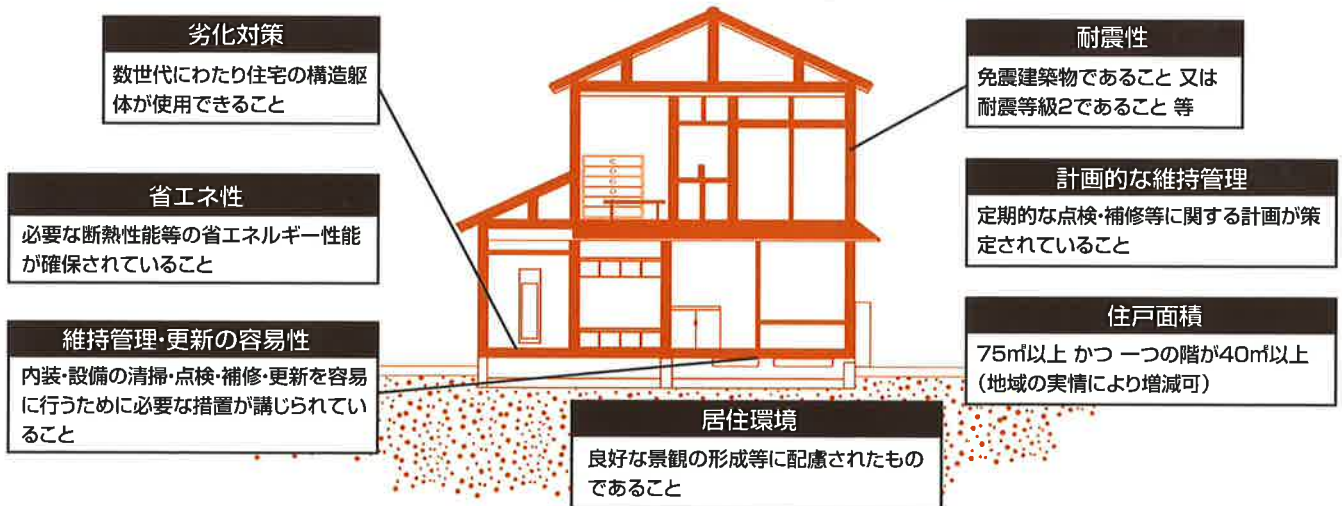 劣化対策
数世代にわたり住宅の構造躯
体が使用できること
耐震性
免震建築物であること 又は
耐震等級2であること 等
省エネ性
必要な断熱性能等の省エネルギー性能
が確保されていること
計画的な維持管理
定期的な点検・補修等に関する計画が策
定されていること
維持管理・更新の容易性
内装・設備の清掃・点検・補修・更新を容易
に行うために必要な措置が講じられてい
ること
住戸面積
75㎡以上 かつ 一つの階が40㎡以上
（地域の実情により増減可）
居住環境
良好な景観の形成等に配慮されたもの
であること